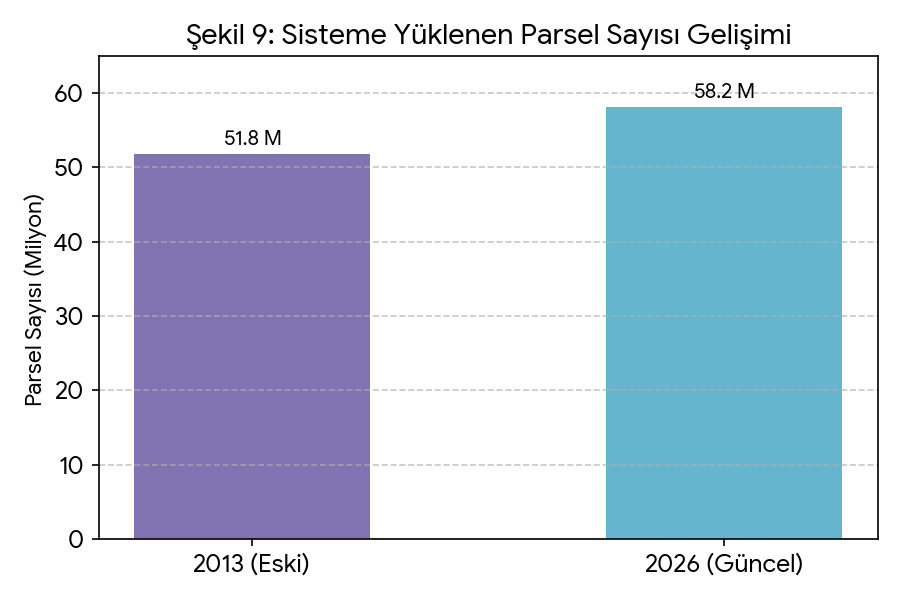 Şekil 9: Sisteme Yüklenen Parsel Sayısı Gelişimi
Parsel Sayısı (Milyon)
60
50
40
30
20
10
0
51.8 M
58.2 M
2013 (Eski)
2026 (Güncel)